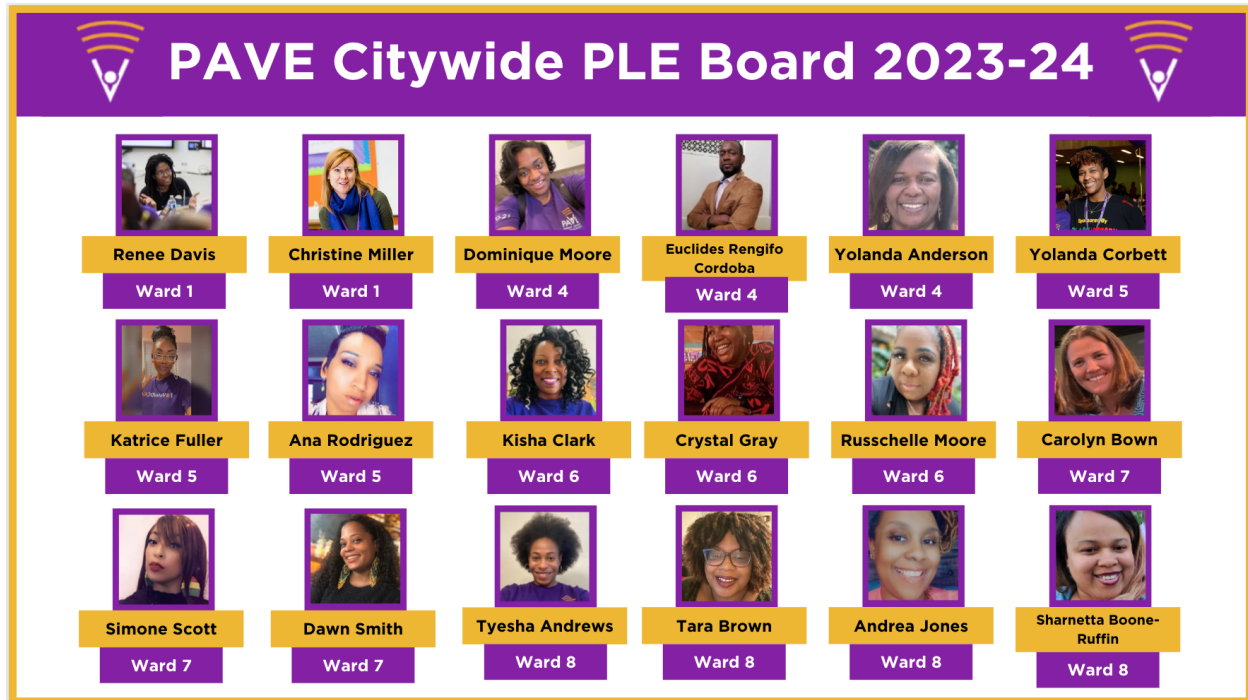 PAVE Citywide PLE Board 2023-24
Renee Davis
Ward 1
Christine Miller
Ward 1
Dominique Moore
Ward 4
Euclides Rengifo
Cordoba
Ward 4
Yolanda Anderson
Ward 4
Yolanda Corbett
Ward 5
Katrice Fuller
Ward 5
Ana Rodriguez
Ward 5
Kisha Clark
Ward 6
Crystal Gray
Ward 6
Russchelle Moore
Ward 6
Carolyn Bown
Ward 7
Simone Scott
Ward 7
Dawn Smith
Ward 7
Tyesha Andrews
Ward 8
Tara Brown
Ward 8
Andrea Jones
Ward 8
Sharnetta Boone-
Ruffin
Ward 8
PAVE